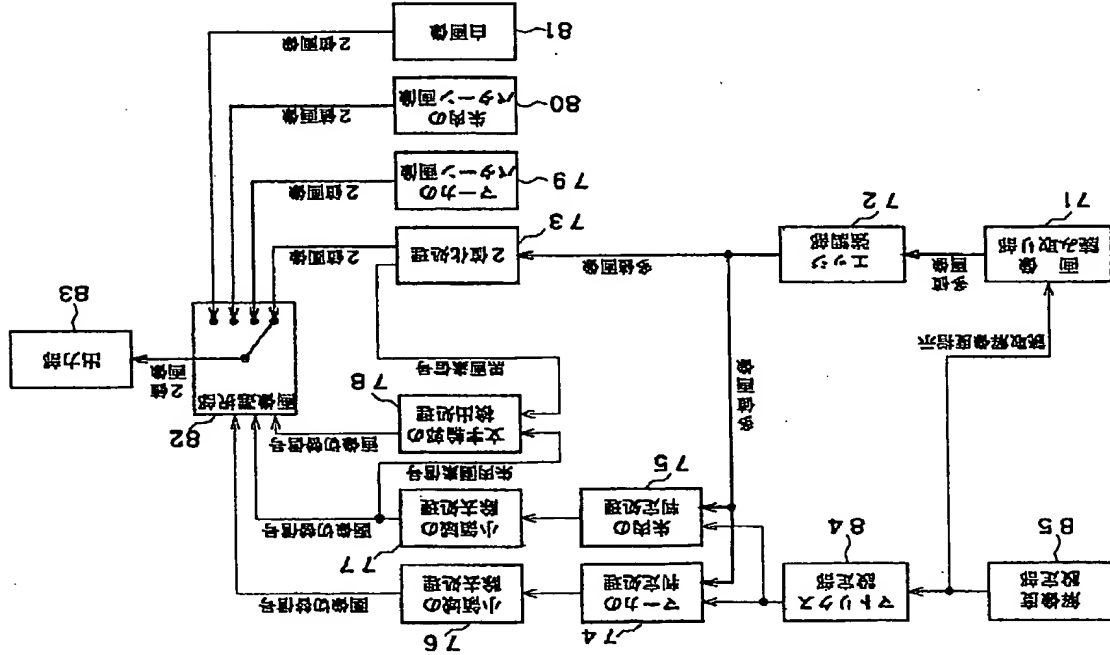 解像度
設定部
85
マトリクス
設定部
84
マーカの
判定処理
74
小領域の
除去処理
76
画像切替信号
朱肉の
判定処理
75
小領域の
除去処理
77
画像切替信号
朱肉画素信号
文字輪郭の
検出処理
78
画像切替信号
黒画素信号
画像選択部
82
2値
画像
出力部
83
読取解像度指示
多値画像
画像
読み取り部
71
多値
画像
エッジ
強調部
72
多値画像
2値化処理
73
2値画像
マーカの
パターン画像
79
2値画像
朱肉の
パターン画像
80
2値画像
白画像
81
2値画像